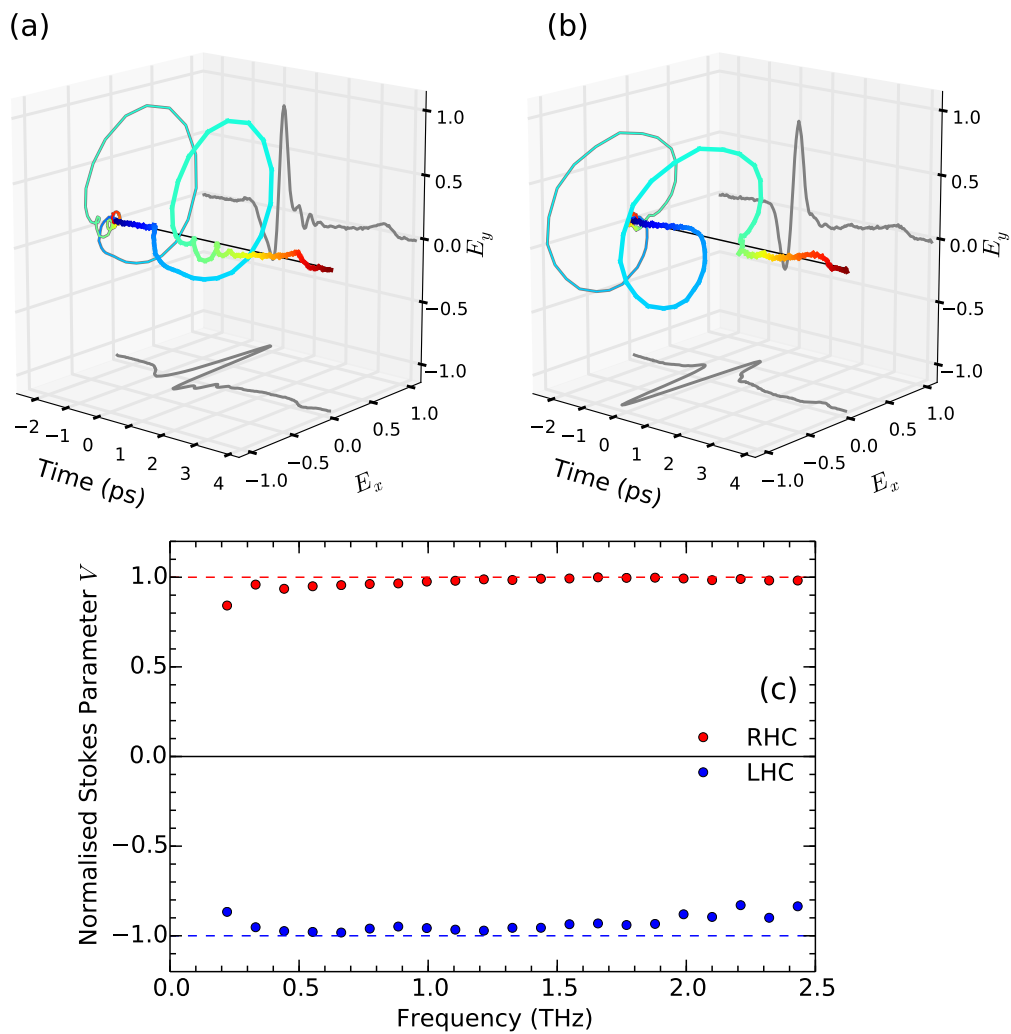 (a)
(b)
1.0
0.5
0.0
−0.5
−1.0
E_y
−2 −1 0 1 2 3 4
Time (ps)
−1.0 −0.5 0.0 0.5 1.0
E_x
1.0
0.5
0.0
−0.5
−1.0
E_y
−2 −1 0 1 2 3 4
Time (ps)
−1.0 −0.5 0.0 0.5 1.0
E_x
Normalised Stokes Parameter V
1.0
0.5
0.0
−0.5
−1.0
(c)
RHC
LHC
0.0 0.5 1.0 1.5 2.0 2.5
Frequency (THz)